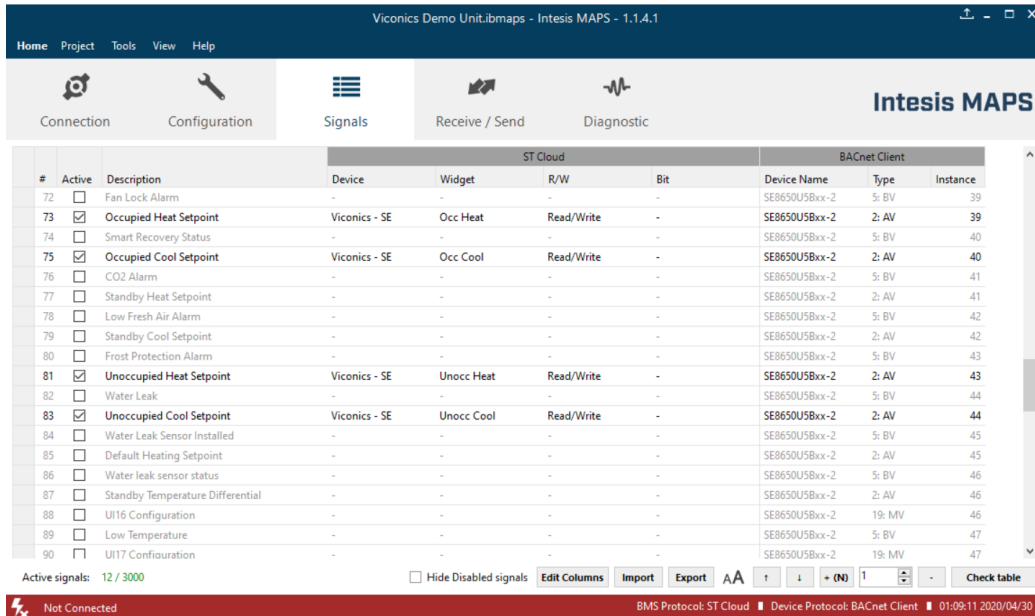 Viconics Demo Unit.ibmaps - Intesis MAPS - 1.1.4.1
Home Project Tools View Help
Connection Configuration Signals Receive / Send Diagnostic
Intesis MAPS
ST Cloud BACnet Client
# Active Description Device Widget R/W Bit Device Name Type Instance
72 Fan Lock Alarm - - - - SE8650U5Bxx-2 5: BV 39
73 Occupied Heat Setpoint Viconics - SE Occ Heat Read/Write - SE8650U5Bxx-2 2: AV 39
74 Smart Recovery Status - - - - SE8650U5Bxx-2 5: BV 40
75 Occupied Cool Setpoint Viconics - SE Occ Cool Read/Write - SE8650U5Bxx-2 2: AV 40
76 CO2 Alarm - - - - SE8650U5Bxx-2 5: BV 41
77 Standby Heat Setpoint - - - - SE8650U5Bxx-2 2: AV 41
78 Low Fresh Air Alarm - - - - SE8650U5Bxx-2 5: BV 42
79 Standby Cool Setpoint - - - - SE8650U5Bxx-2 2: AV 42
80 Frost Protection Alarm - - - - SE8650U5Bxx-2 5: BV 43
81 Unoccupied Heat Setpoint Viconics - SE Unocc Heat Read/Write - SE8650U5Bxx-2 2: AV 43
82 Water Leak - - - - SE8650U5Bxx-2 5: BV 44
83 Unoccupied Cool Setpoint Viconics - SE Unocc Cool Read/Write - SE8650U5Bxx-2 2: AV 44
84 Water Leak Sensor Installed - - - - SE8650U5Bxx-2 5: BV 45
85 Default Heating Setpoint - - - - SE8650U5Bxx-2 2: AV 45
86 Water leak sensor status - - - - SE8650U5Bxx-2 5: BV 46
87 Standby Temperature Differential - - - - SE8650U5Bxx-2 2: AV 46
88 UI16 Configuration - - - - SE8650U5Bxx-2 19: MV 46
89 Low Temperature - - - - SE8650U5Bxx-2 5: BV 47
90 UI17 Configuration - - - - SE8650U5Bxx-2 19: MV 47
Active signals: 12 / 3000 Hide Disabled signals Edit Columns Import Export AA ↑ ↓ + (N) 1 - Check table
Not Connected BMS Protocol: ST Cloud Device Protocol: BACnet Client 01:09:11 2020/04/30